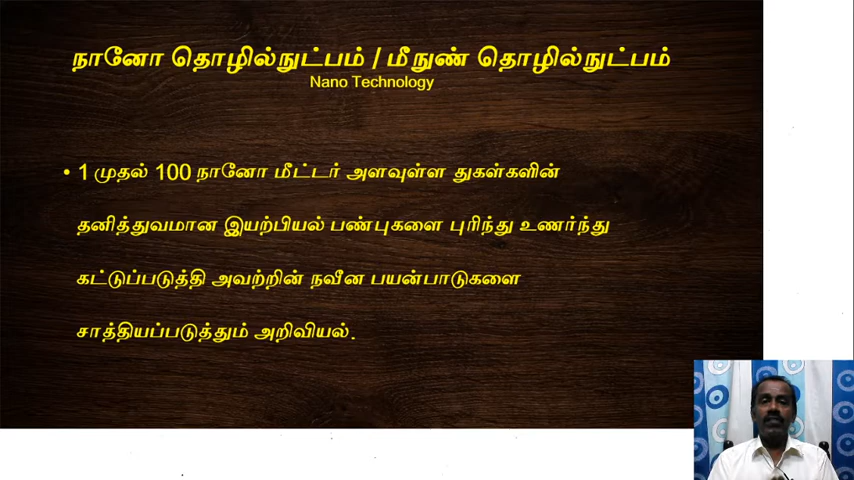 நானோ தொழில்நுட்பம் / மீநுண் தொழில்நுட்பம்
Nano Technology
• 1 முதல் 100 நானோ மீட்டர் அளவுள்ள துகள்களின்
தனித்துவமான இயற்பியல் பண்புகளை புரிந்து உணர்ந்து
கட்டுப்படுத்தி அவற்றின் நவீன பயன்பாடுகளை
சாத்தியப்படுத்தும் அறிவியல்.